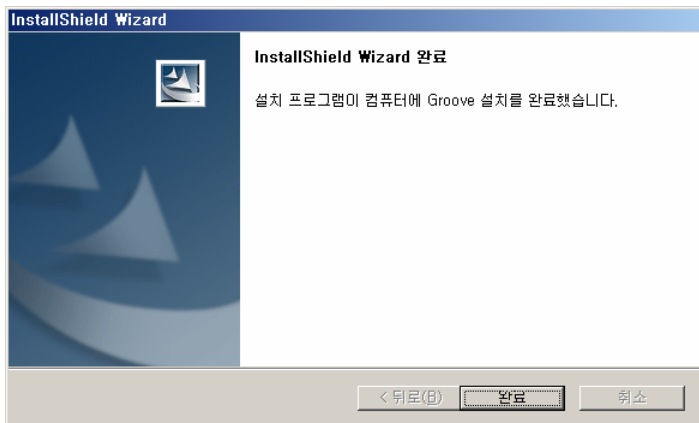 InstallShield Wizard
InstallShield Wizard 완료
설치 프로그램이 컴퓨터에 Groove 설치를 완료했습니다.
< 뒤로(B)
완료
취소